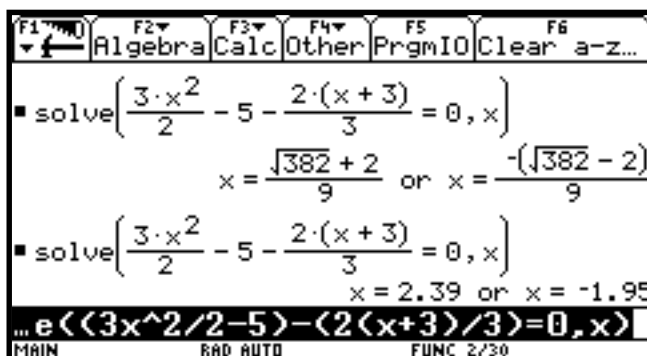 F1 F2 F3 F4 F5 F6
Algebra Calc Other PrgmIO Clear a-z…
▪ solve((3·x^2)/2 - 5 - (2·(x + 3))/3 = 0, x)
x = (√382 + 2)/9 or x = (-(√382 - 2))/9
▪ solve((3·x^2)/2 - 5 - (2·(x + 3))/3 = 0, x)
x = 2.39 or x = -1.95
…e((3x^2/2-5)-(2(x+3)/3)=0,x)
MAIN RAD AUTO FUNC 2/30